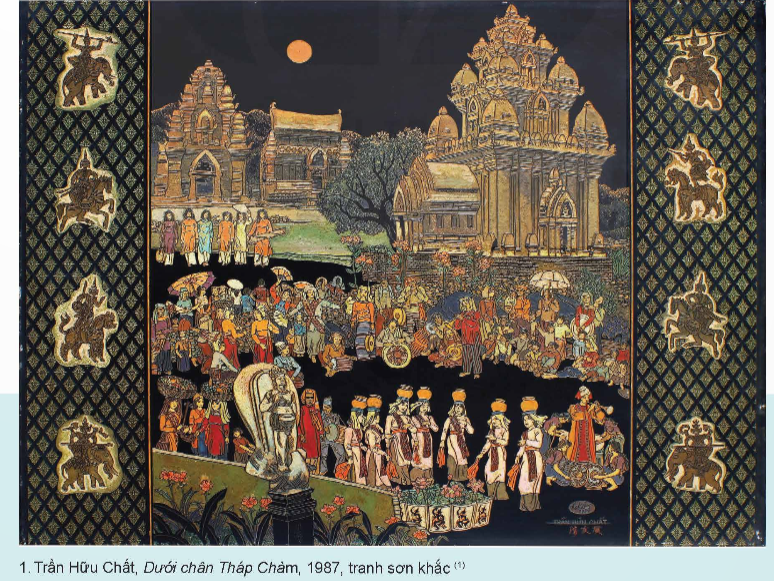 1. Trần Hữu Chất, Dưới chân Tháp Chàm, 1987, tranh sơn khắc (1)